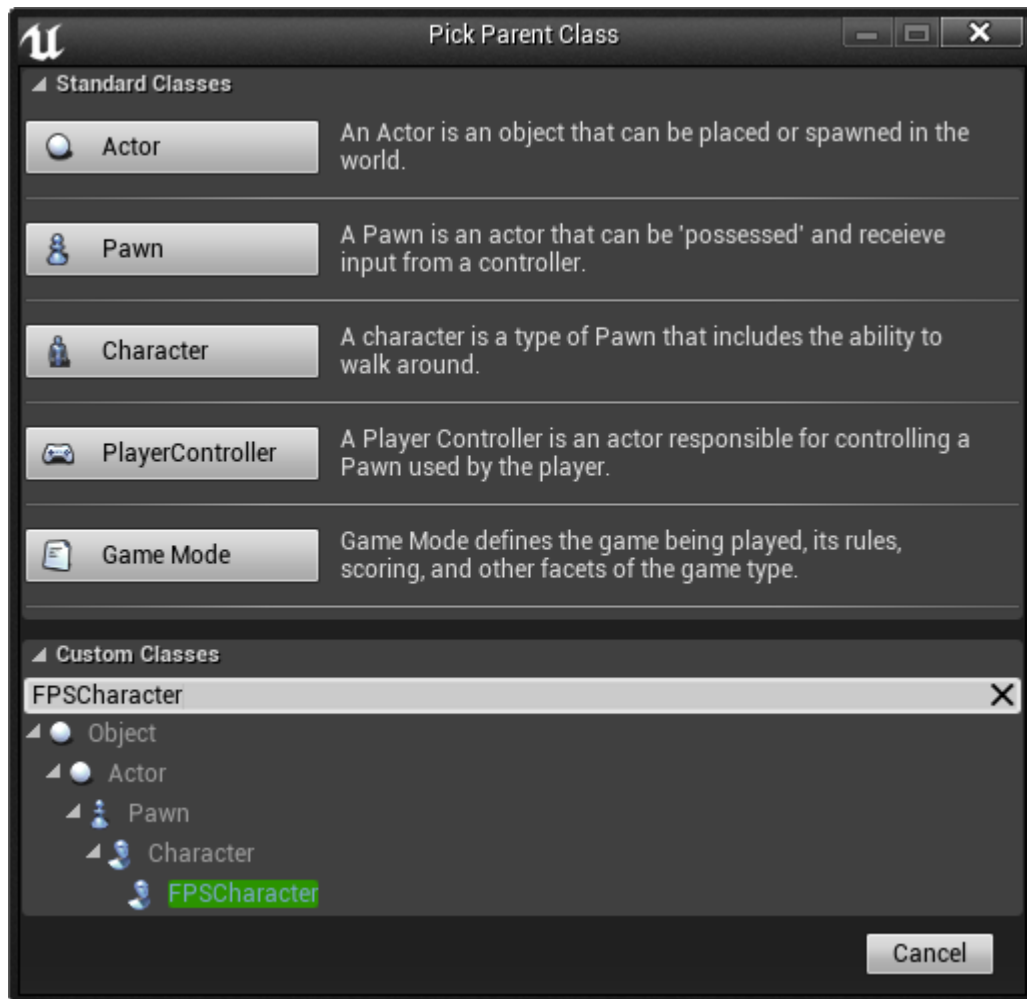 Pick Parent Class
Standard Classes
Actor
An Actor is an object that can be placed or spawned in the
world.
Pawn
A Pawn is an actor that can be 'possessed' and receieve
input from a controller.
Character
A character is a type of Pawn that includes the ability to
walk around.
PlayerController
A Player Controller is an actor responsible for controlling a
Pawn used by the player.
Game Mode
Game Mode defines the game being played, its rules,
scoring, and other facets of the game type.
Custom Classes
FPSCharacter
Object
Actor
Pawn
Character
FPSCharacter
Cancel